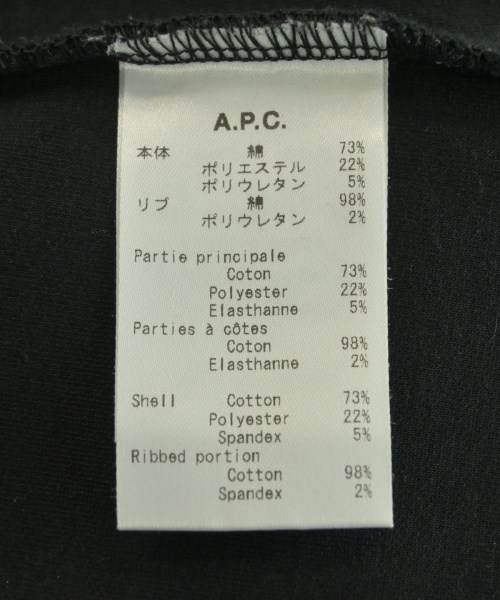 A.P.C.
本体 綿 73%
ポリエステル 22%
ポリウレタン 5%
リブ 綿 98%
ポリウレタン 2%
Partie principale
Coton 73%
Polyester 22%
Elasthanne 5%
Parties à côtes
Coton 98%
Elasthanne 2%
Shell Cotton 73%
Polyester 22%
Spandex 5%
Ribbed portion
Cotton 98%
Spandex 2%